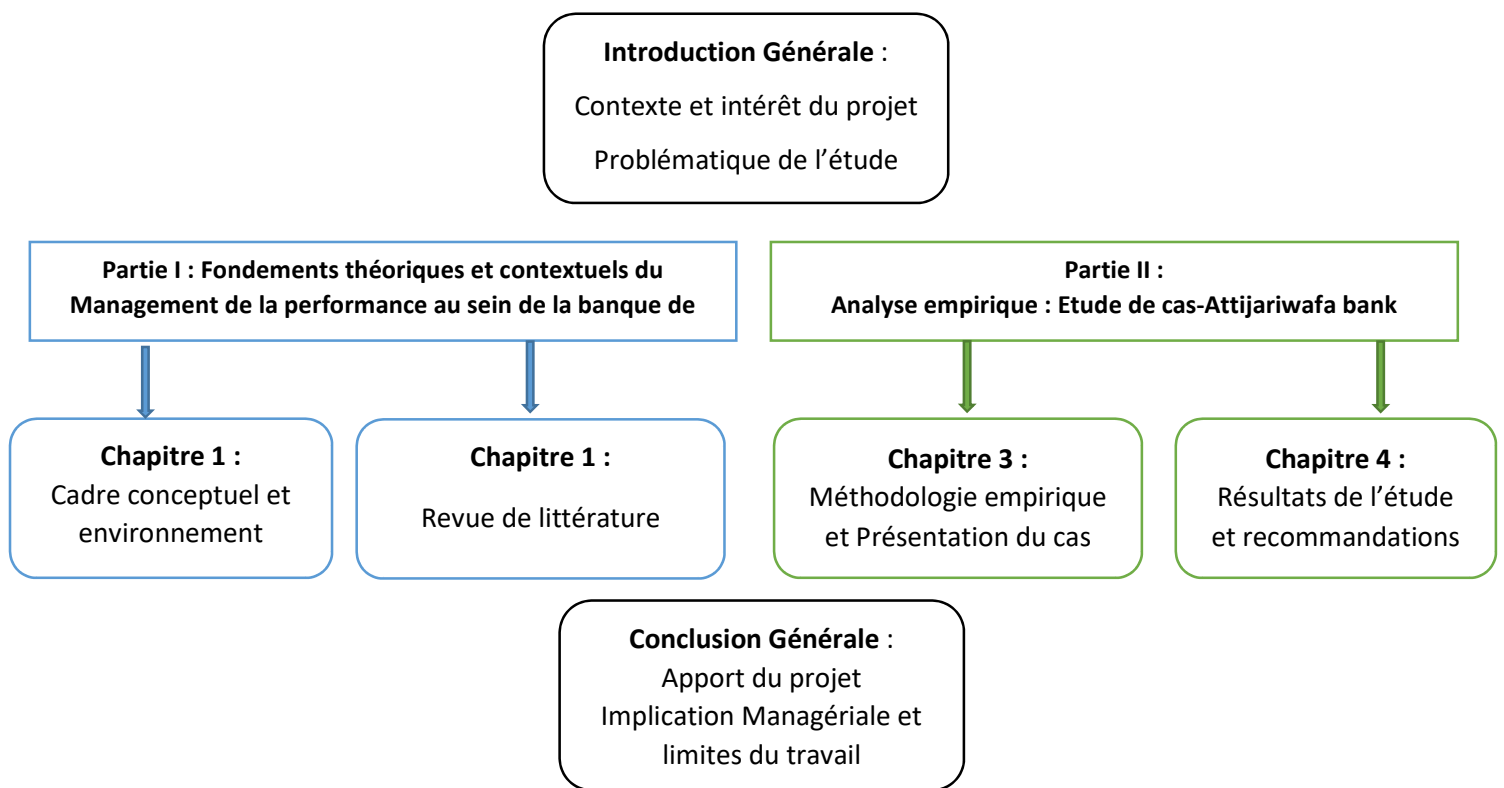 Introduction Générale :
Contexte et intérêt du projet
Problématique de l'étude
Partie I : Fondements théoriques et contextuels du
Management de la performance au sein de la banque de
Partie II :
Analyse empirique : Etude de cas-Attijariwafa bank
Chapitre 1 :
Cadre conceptuel et
environnement
Chapitre 1 :
Revue de littérature
Chapitre 3 :
Méthodologie empirique
et Présentation du cas
Chapitre 4 :
Résultats de l'étude
et recommandations
Conclusion Générale :
Apport du projet
Implication Managériale et
limites du travail